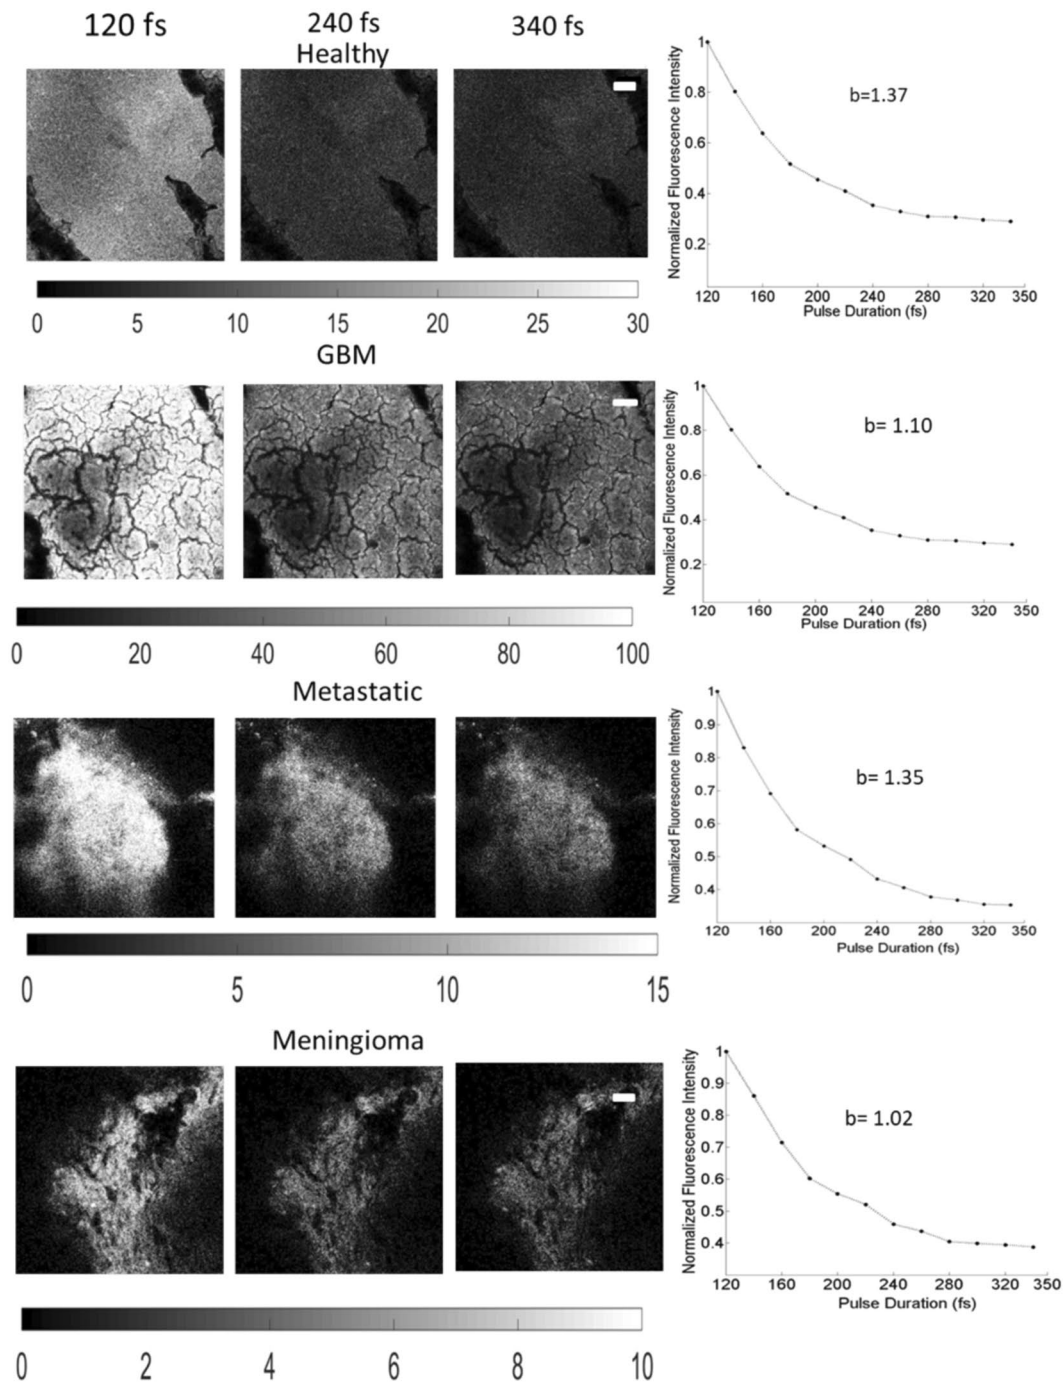 120 fs
240 fs
340 fs
Healthy
Normalized Fluorescence Intensity
1
0.8
0.6
0.4
0.2
b=1.37
120 160 200 240 280 320 350
Pulse Duration (fs)
0 5 10 15 20 25 30
GBM
Normalized Fluorescence Intensity
1
0.8
0.6
0.4
0.2
b= 1.10
120 160 200 240 280 320 350
Pulse Duration (fs)
0 20 40 60 80 100
Metastatic
Normalized Fluorescence Intensity
1
0.9
0.8
0.7
0.6
0.5
0.4
b= 1.35
120 160 200 240 280 320 350
Pulse Duration (fs)
0 5 10 15
Meningioma
Normalized Fluorescence Intensity
1
0.9
0.8
0.7
0.6
0.5
0.4
b= 1.02
120 160 200 240 280 320 350
Pulse Duration (fs)
0 2 4 6 8 10